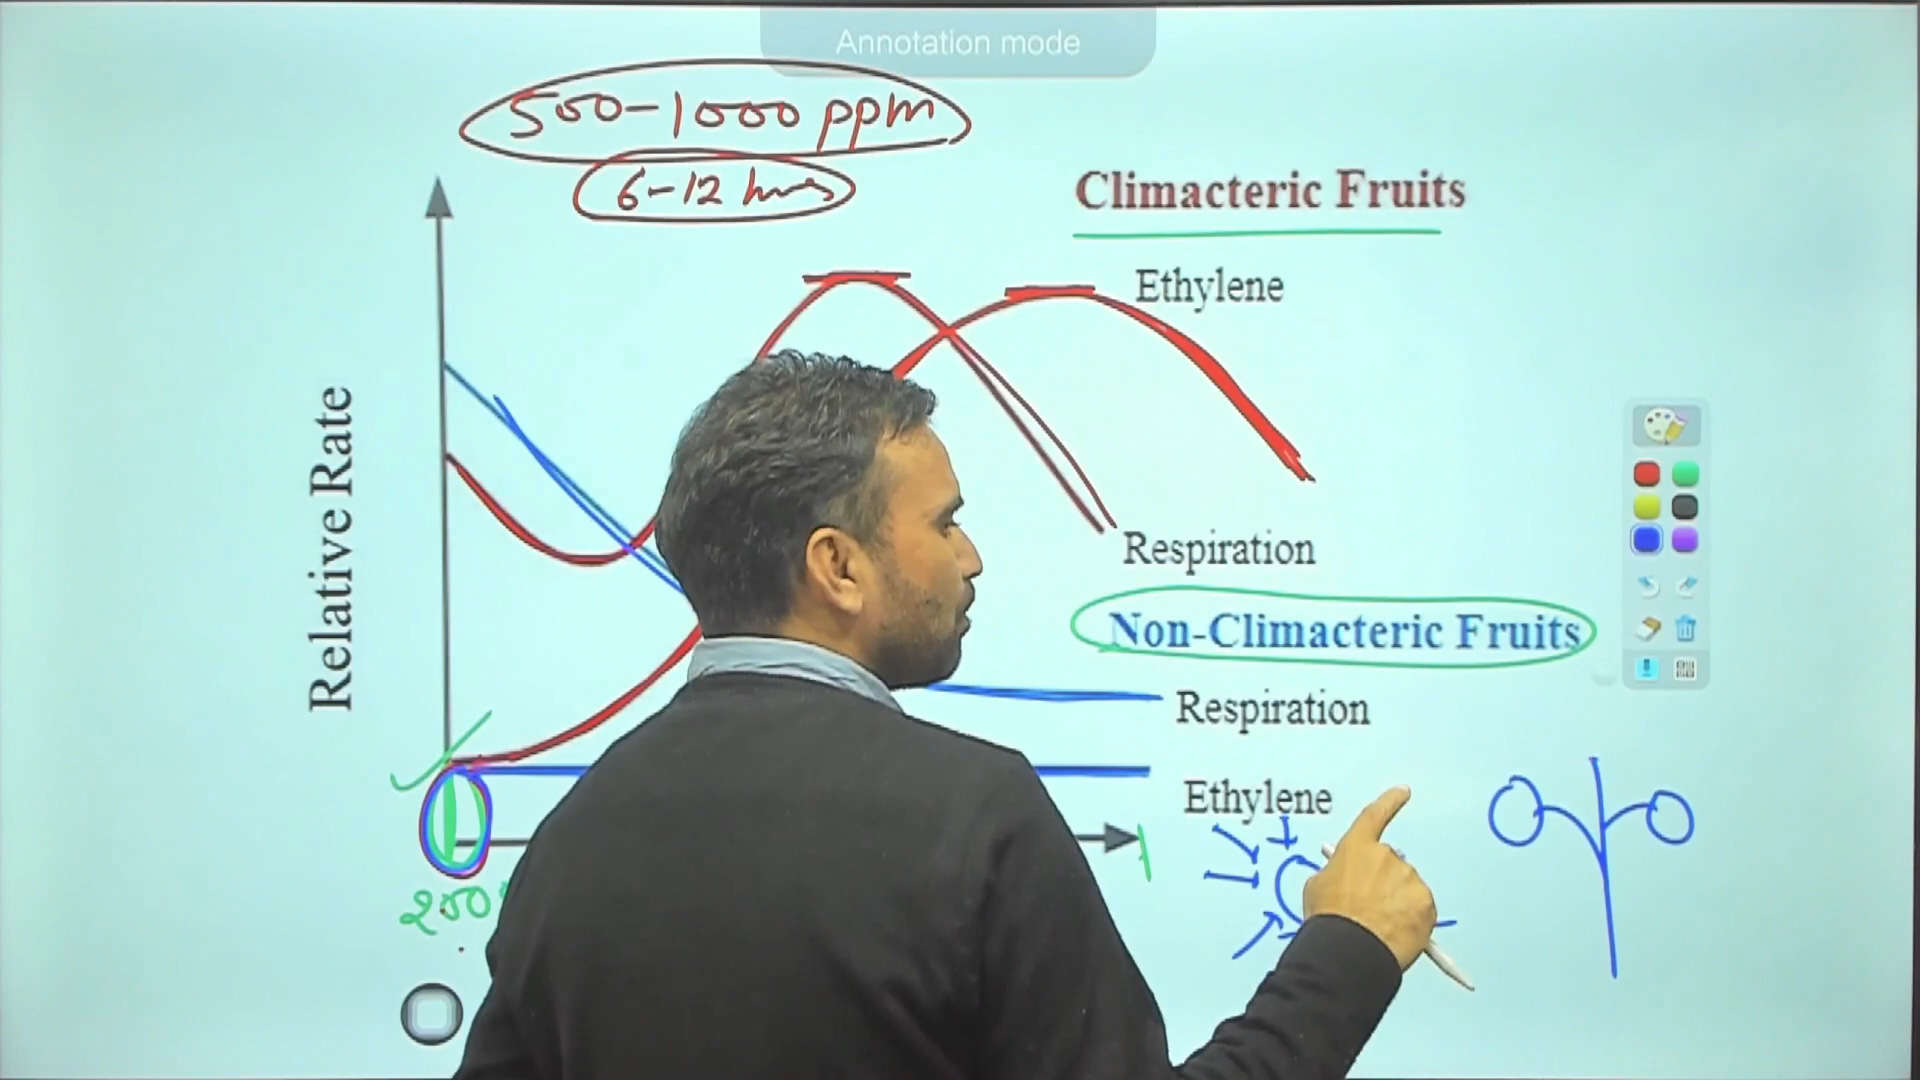 Annotation mode
500-1000 ppm
6-12 hrs
Climacteric Fruits
Ethylene
Relative Rate
Respiration
Non-Climacteric Fruits
Respiration
Ethylene